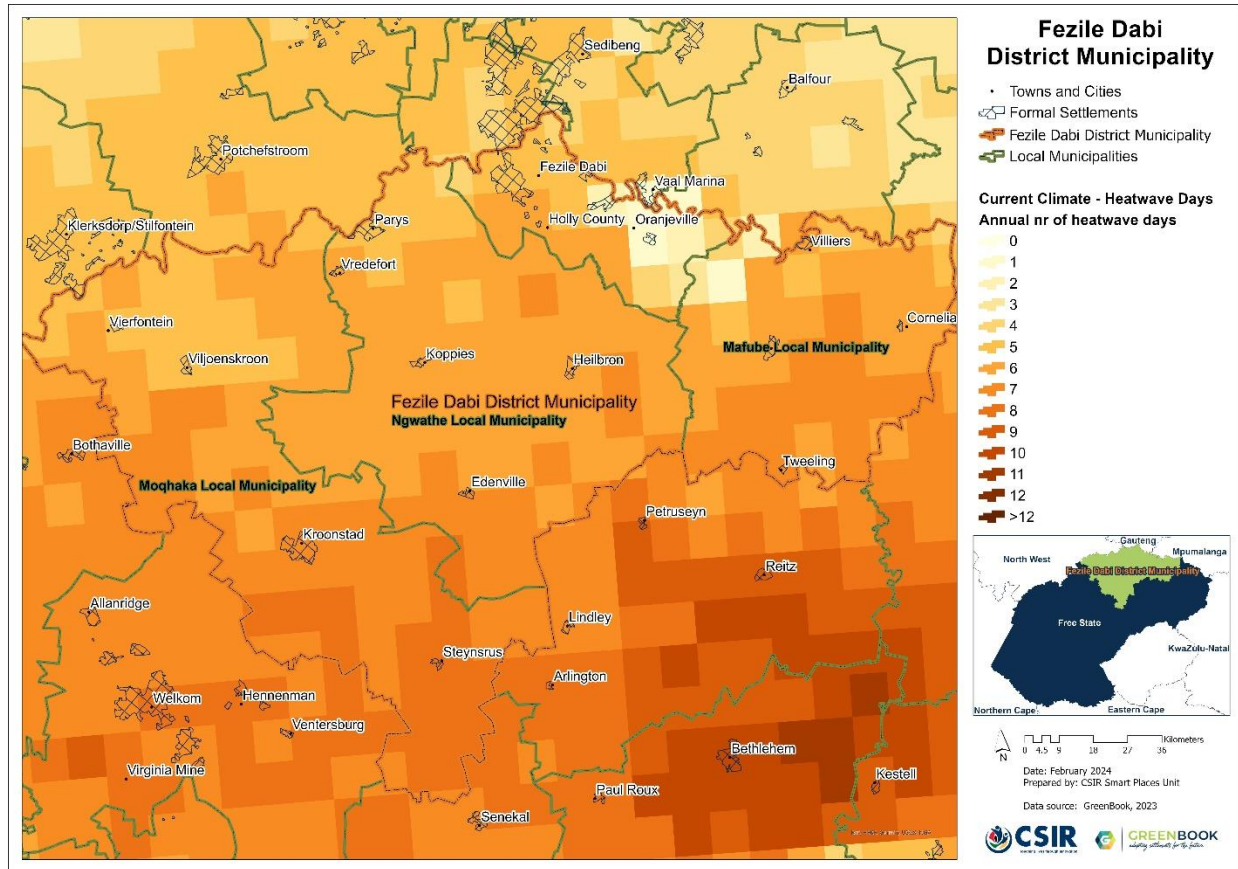 Fezile Dabi
District Municipality
Towns and Cities
Formal Settlements
Fezile Dabi District Municipality
Local Municipalities
Current Climate - Heatwave Days
Annual nr of heatwave days
0
1
2
3
4
5
6
7
8
9
10
11
12
>12
Sedibeng
Balfour
Potchefstroom
Fezile Dabi
Vaal Marina
Klerksdorp/Stilfontein
Parys
Holly County
Oranjeville
Villiers
Vredefort
Vierfontein
Cornelia
Viljoenskroon
Koppies
Heilbron
Mafube Local Municipality
Fezile Dabi District Municipality
Ngwathe Local Municipality
Bothaville
Moqhaka Local Municipality
Edenville
Tweeling
Petruseyn
Kroonstad
Reitz
Allanridge
Lindley
Steynsrus
Arlington
Welkom
Hennenman
Ventersburg
Bethlehem
Virginia Mine
Kestell
Paul Roux
Senekal
Gauteng
North West
Mpumalanga
Fezile Dabi District Municipality
Free State
KwaZulu-Natal
Northern Cape
Eastern Cape
Kilometers
0 4.5 9 18 27 36
N
Date: February 2024
Prepared by: CSIR Smart Places Unit
Data source: GreenBook, 2023
CSIR
GREENBOOK
adapting settlements for the future